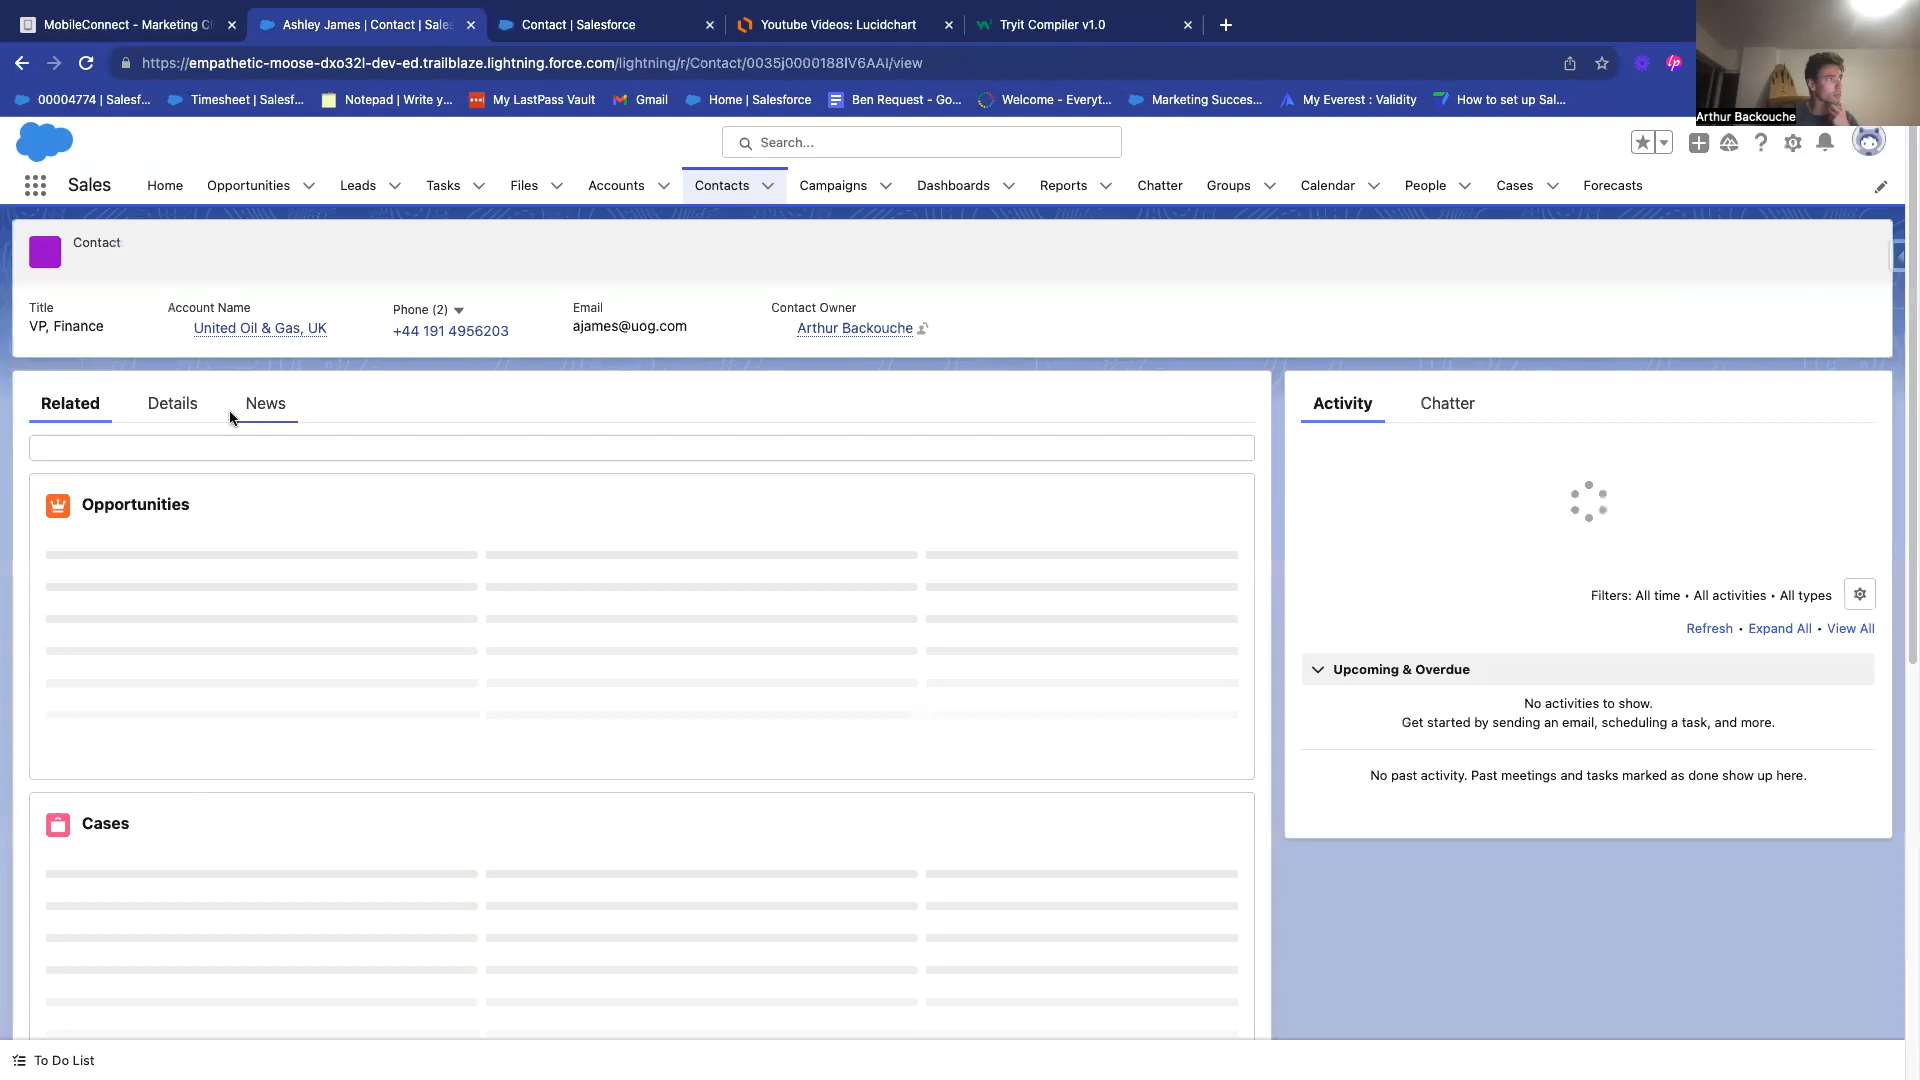 MobileConnect - Marketing Cl
Ashley James | Contact | Sales
Contact | Salesforce
Youtube Videos: Lucidchart
Tryit Compiler v1.0
https://empathetic-moose-dxo32l-dev-ed.trailblaze.lightning.force.com/lightning/r/Contact/0035j0000188lV6AAI/view
00004774 | Salesf...
Timesheet | Salesf...
Notepad | Write y...
My LastPass Vault
Gmail
Home | Salesforce
Ben Request - Go...
Welcome - Everyt...
Marketing Succes...
My Everest : Validity
How to set up Sal...
Arthur Backouche
Search...
Sales
Home
Opportunities
Leads
Tasks
Files
Accounts
Contacts
Campaigns
Dashboards
Reports
Chatter
Groups
Calendar
People
Cases
Forecasts
Contact
Title
Account Name
Phone (2)
Email
Contact Owner
VP, Finance
United Oil & Gas, UK
+44 191 4956203
ajames@uog.com
Arthur Backouche
Related
Details
News
Activity
Chatter
Opportunities
Filters: All time • All activities • All types
Refresh • Expand All • View All
Upcoming & Overdue
No activities to show.
Get started by sending an email, scheduling a task, and more.
No past activity. Past meetings and tasks marked as done show up here.
Cases
To Do List